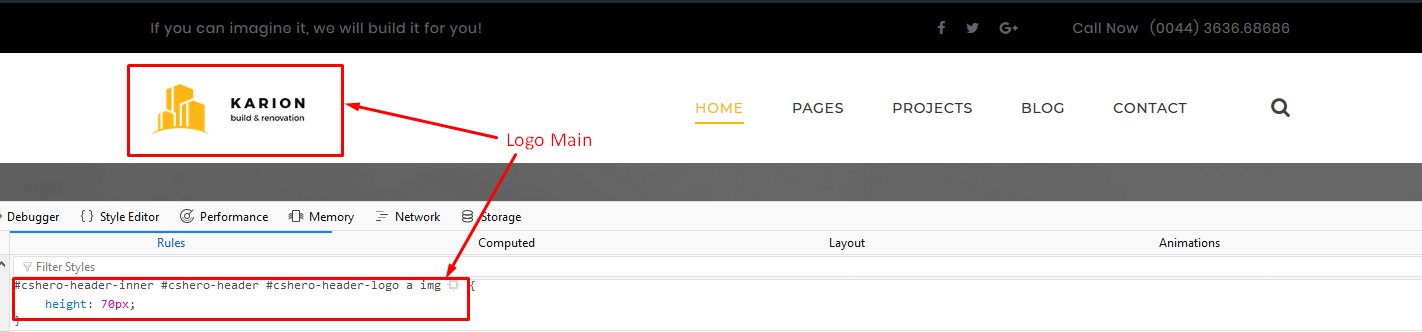 If you can imagine it, we will build it for you! Call Now (0044) 3636.68686
KARION
build & renovation
HOME PAGES PROJECTS BLOG CONTACT
Logo Main
Debugger { } Style Editor Performance Memory Network Storage
Rules Computed Layout Animations
Filter Styles
#cshero-header-inner #cshero-header #cshero-header-logo a img {
height: 70px;
}